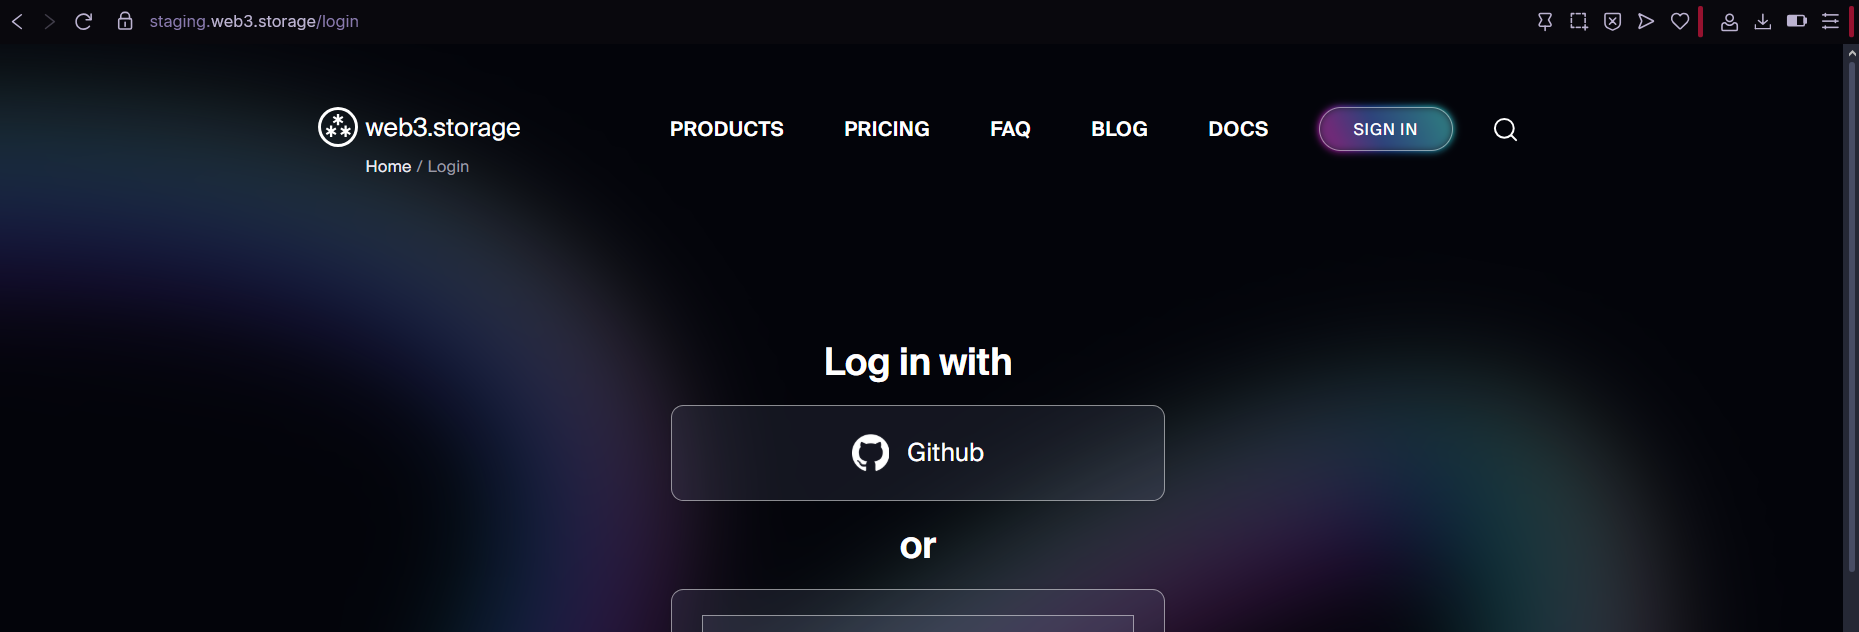 staging.web3.storage/login
web3.storage
PRODUCTS PRICING FAQ BLOG DOCS SIGN IN
Home / Login
Log in with
Github
or